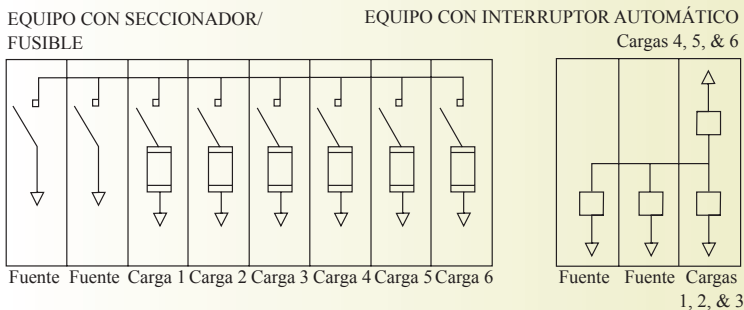 EQUIPO CON SECCIONADOR/
FUSIBLE
EQUIPO CON INTERRUPTOR AUTOMÁTICO
Cargas 4, 5, & 6
Fuente Fuente Carga 1 Carga 2 Carga 3 Carga 4 Carga 5 Carga 6
Fuente Fuente Cargas
1, 2, & 3